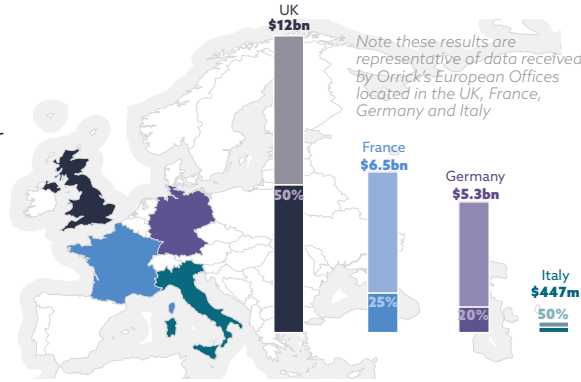 UK
$12bn
* Note these results are
representative of data received
by Orrick's European Offices
located in the UK, France,
Germany and Italy
France
$6.5bn
Germany
$5.3bn
50%
Italy
$447m
25%
20%
50%